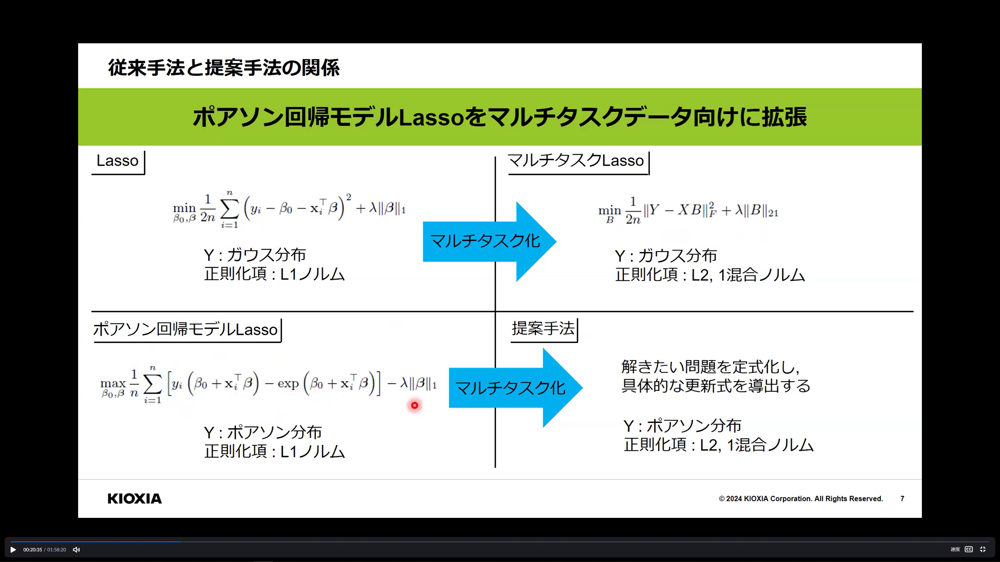 従来手法と提案手法の関係
ポアソン回帰モデルLassoをマルチタスクデータ向けに拡張
Lasso
\min_{\beta_0,\boldsymbol{\beta}} \frac{1}{2n} \sum_{i=1}^{n} \left( y_i - \beta_0 - \mathbf{x}_i^\top \boldsymbol{\beta} \right)^2 + \lambda \|\boldsymbol{\beta}\|_1
Y : ガウス分布
正則化項 : L1ノルム
マルチタスク化
マルチタスクLasso
\min_{B} \frac{1}{2n} \|Y - XB\|_F^2 + \lambda \|B\|_{21}
Y : ガウス分布
正則化項 : L2, 1混合ノルム
ポアソン回帰モデルLasso
\max_{\beta_0,\boldsymbol{\beta}} \frac{1}{n} \sum_{i=1}^{n} \left[ y_i \left( \beta_0 + \mathbf{x}_i^\top \boldsymbol{\beta} \right) - \exp \left( \beta_0 + \mathbf{x}_i^\top \boldsymbol{\beta} \right) \right] - \lambda \|\boldsymbol{\beta}\|_1
Y : ポアソン分布
正則化項 : L1ノルム
マルチタスク化
提案手法
解きたい問題を定式化し,
具体的な更新式を導出する
Y : ポアソン分布
正則化項 : L2, 1混合ノルム
KIOXIA
© 2024 KIOXIA Corporation. All Rights Reserved. 7
00:20:35 / 01:58:20
速度 CC